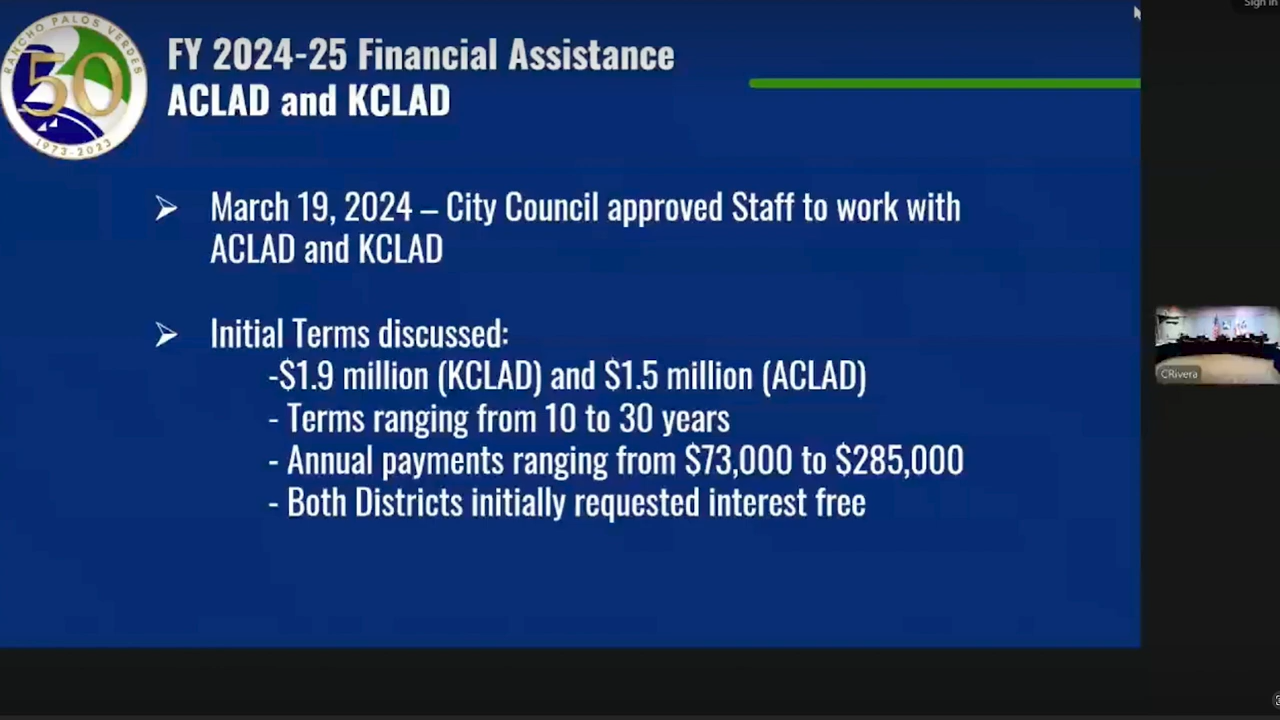 RANCHO PALOS VERDES
50
1973-2023
FY 2024-25 Financial Assistance
ACLAD and KCLAD
Sign in
➢ March 19, 2024 – City Council approved Staff to work with
ACLAD and KCLAD
➢ Initial Terms discussed:
-$1.9 million (KCLAD) and $1.5 million (ACLAD)
- Terms ranging from 10 to 30 years
- Annual payments ranging from $73,000 to $285,000
- Both Districts initially requested interest free
CRivera